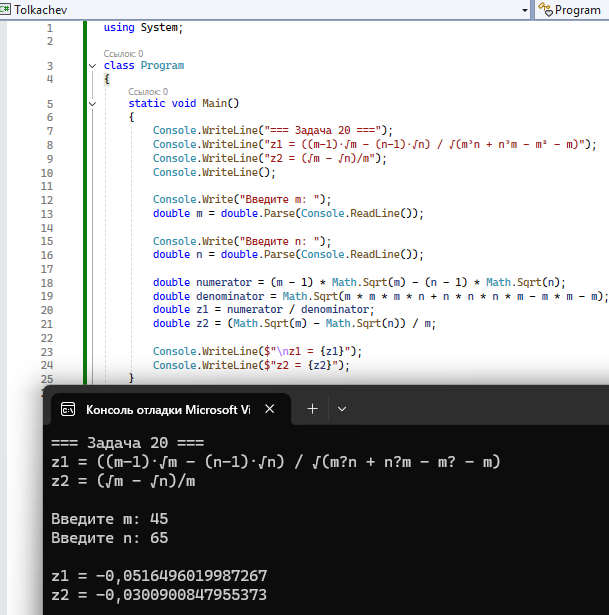 Tolkachev
Program
1 using System;
2
Ссылок: 0
3 class Program
4 {
Ссылок: 0
5 static void Main()
6 {
7 Console.WriteLine("=== Задача 20 ===");
8 Console.WriteLine("z1 = ((m-1)·√m - (n-1)·√n) / √(m³n + n³m - m² - m)");
9 Console.WriteLine("z2 = (√m - √n)/m");
10 Console.WriteLine();
11
12 Console.Write("Введите m: ");
13 double m = double.Parse(Console.ReadLine());
14
15 Console.Write("Введите n: ");
16 double n = double.Parse(Console.ReadLine());
17
18 double numerator = (m - 1) * Math.Sqrt(m) - (n - 1) * Math.Sqrt(n);
19 double denominator = Math.Sqrt(m * m * m * n + n * n * n * m - m * m - m);
20 double z1 = numerator / denominator;
21 double z2 = (Math.Sqrt(m) - Math.Sqrt(n)) / m;
22
23 Console.WriteLine($"\nz1 = {z1}");
24 Console.WriteLine($"z2 = {z2}");
25 }
Консоль отладки Microsoft Vi
=== Задача 20 ===
z1 = ((m-1)·√m - (n-1)·√n) / √(m?n + n?m - m? - m)
z2 = (√m - √n)/m
Введите m: 45
Введите n: 65
z1 = -0,0516496019987267
z2 = -0,0300900847955373